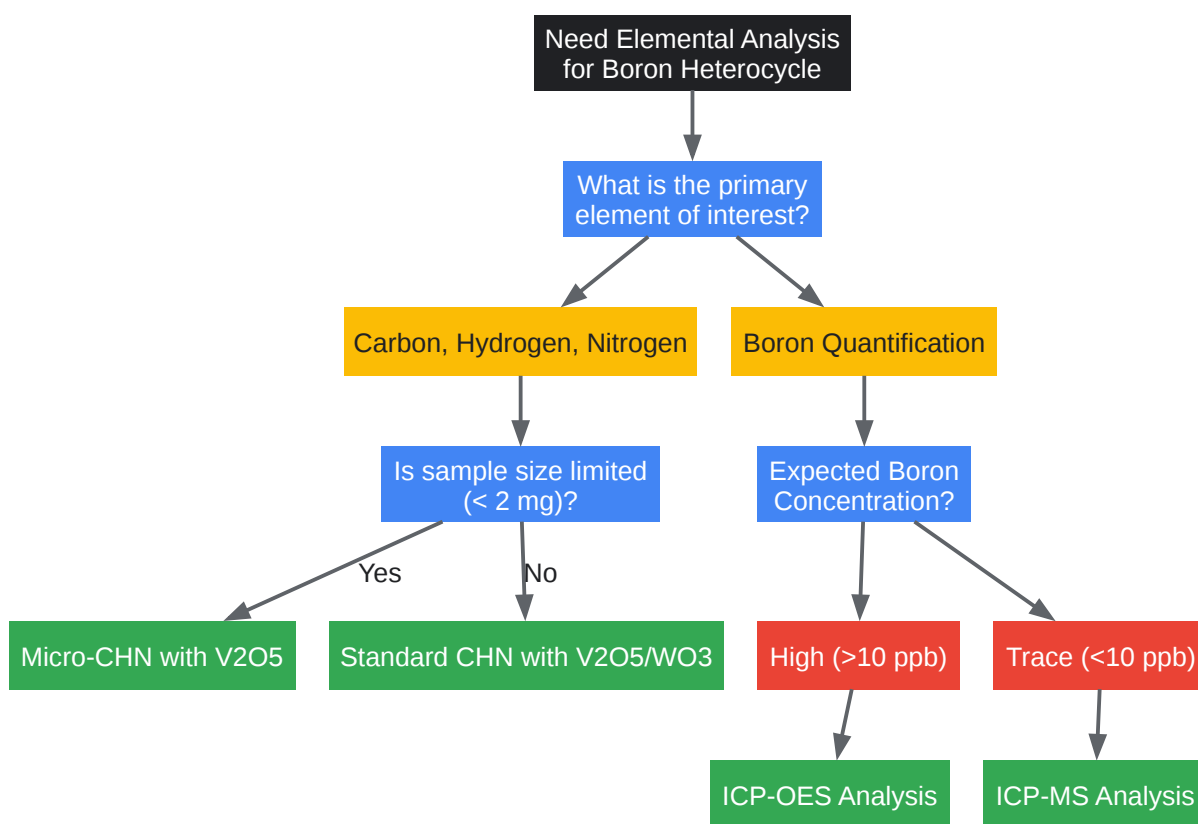 Need Elemental Analysis
for Boron Heterocycle
What is the primary
element of interest?
Carbon, Hydrogen, Nitrogen
Boron Quantification
Is sample size limited
(< 2 mg)?
Expected Boron
Concentration?
Yes
No
Micro-CHN with V2O5
Standard CHN with V2O5/WO3
High (>10 ppb)
Trace (<10 ppb)
ICP-OES Analysis
ICP-MS Analysis